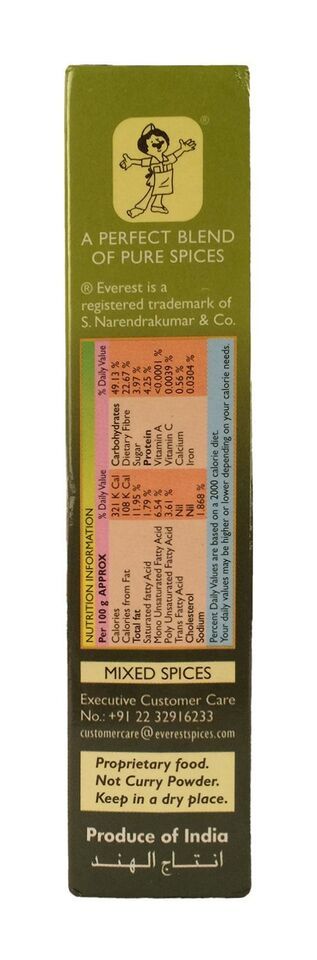 ®
A PERFECT BLEND
OF PURE SPICES
® Everest is a
registered trademark of
S. Narendrakumar & Co.
NUTRITION INFORMATION
Per 100 g APPROX % Daily Value % Daily Value
Calories 321 K Cal Carbohydrates 49.13 %
Calories from Fat 108 K Cal Dietary Fibre 22.67 %
Total fat 11.95 % Sugar 3.97 %
Saturated fatty Acid 1.79 % Protein 4.25 %
Mono Unsaturated Fatty Acid 6.54 % Vitamin A <0.0001 %
Poly Unsaturated Fatty Acid 3.61 % Vitamin C 0.0039 %
Trans Fatty Acid Nil Calcium 0.56 %
Cholesterol Nil Iron 0.0304 %
Sodium 1.868 %
Percent Daily Values are based on a 2000 calorie diet.
Your daily values may be higher or lower depending on your calorie needs.
MIXED SPICES
Executive Customer Care
No.: +91 22 32916233
customercare@everestspices.com
Proprietary food.
Not Curry Powder.
Keep in a dry place.
Produce of India
انتاج الهند